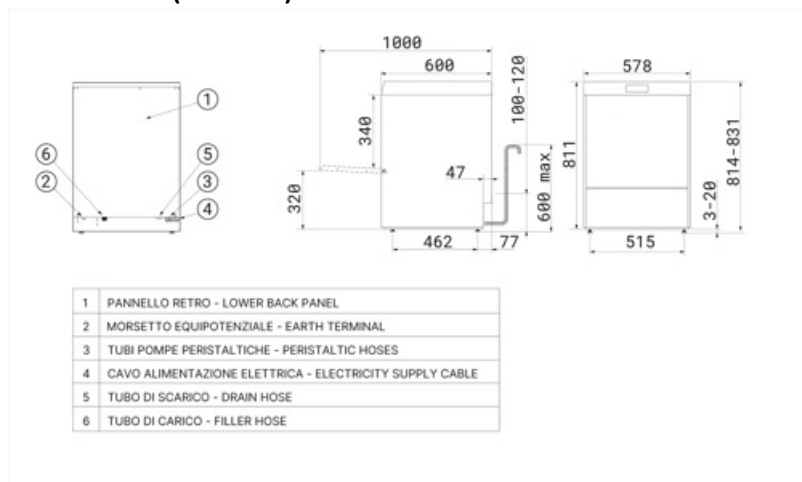 1000
600
578
100-120
340
811
814-831
47
600 max
320
3-20
462
77
515
1
6
5
2
3
4
1 PANNELLO RETRO - LOWER BACK PANEL
2 MORSETTO EQUIPOTENZIALE - EARTH TERMINAL
3 TUBI POMPE PERISTALTICHE - PERISTALTIC HOSES
4 CAVO ALIMENTAZIONE ELETTRICA - ELECTRICITY SUPPLY CABLE
5 TUBO DI SCARICO - DRAIN HOSE
6 TUBO DI CARICO - FILLER HOSE